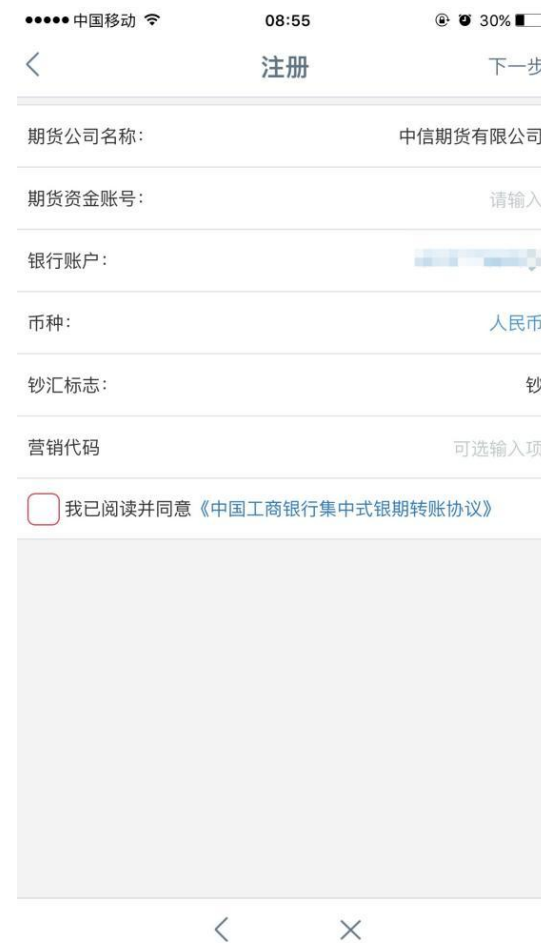 中国移动 08:55 30%
注册 下一步
期货公司名称: 中信期货有限公司
期货资金账号: 请输入
银行账户:
币种: 人民币
钞汇标志: 钞
营销代码 可选输入项
我已阅读并同意《中国工商银行集中式银期转账协议》